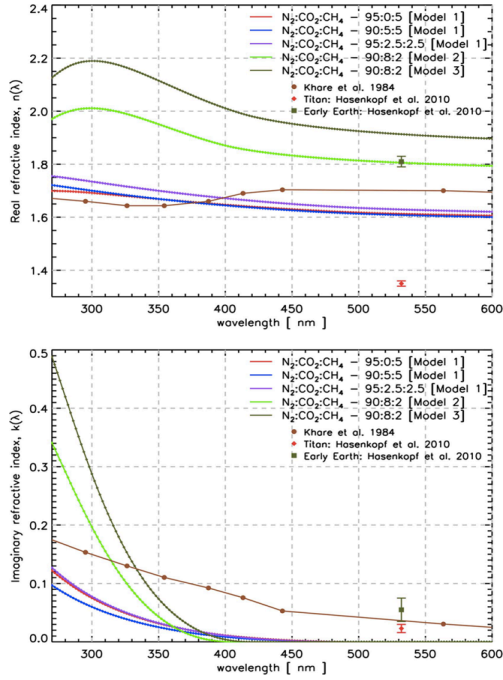 N₂:CO₂:CH₄ – 95:0:5 [Model 1]
N₂:CO₂:CH₄ – 90:5:5 [Model 1]
N₂:CO₂:CH₄ – 95:2.5:2.5 [Model 1]
N₂:CO₂:CH₄ – 90:8:2 [Model 2]
N₂:CO₂:CH₄ – 90:8:2 [Model 3]
Khare et al. 1984
Titan: Hasenkopf et al. 2010
Early Earth: Hasenkopf et al. 2010
Real refractive index, n(λ)
2.4
2.2
2.0
1.8
1.6
1.4
300 350 400 450 500 550 600
wavelength [ nm]
N₂:CO₂:CH₄ – 95:0:5 [Model 1]
N₂:CO₂:CH₄ – 90:5:5 [Model 1]
N₂:CO₂:CH₄ – 95:2.5:2.5 [Model 1]
N₂:CO₂:CH₄ – 90:8:2 [Model 2]
N₂:CO₂:CH₄ – 90:8:2 [Model 3]
Khare et al. 1984
Titan: Hasenkopf et al. 2010
Early Earth: Hasenkopf et al. 2010
Imaginary refractive index, k(λ)
0.5
0.4
0.3
0.2
0.1
0.0
300 350 400 450 500 550 600
wavelength [ nm]